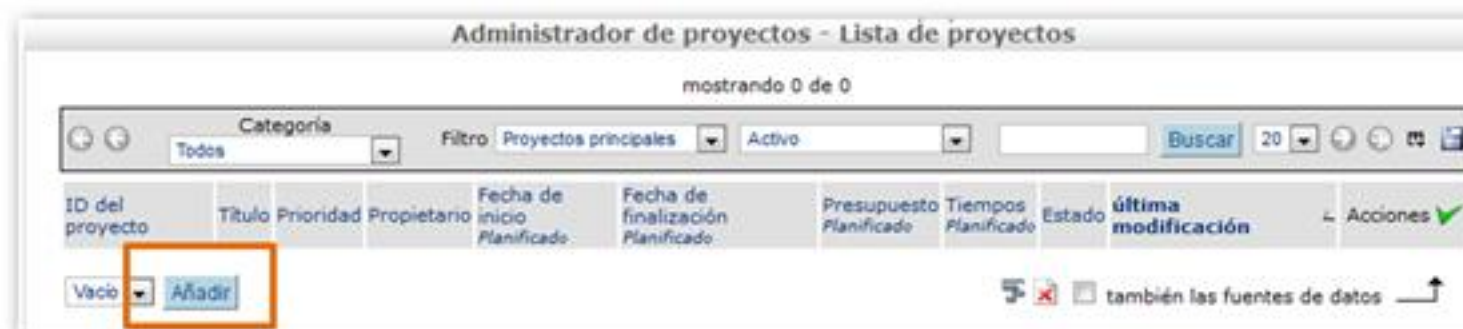 Administrador de proyectos - Lista de proyectos
mostrando 0 de 0
Categoría
Todos
Filtro Proyectos principales Activo Buscar 20
ID del proyecto Título Prioridad Propietario Fecha de inicio Planificado Fecha de finalización Planificado Presupuesto Planificado Tiempos Planificado Estado última modificación Acciones
Vacio Añadir también las fuentes de datos